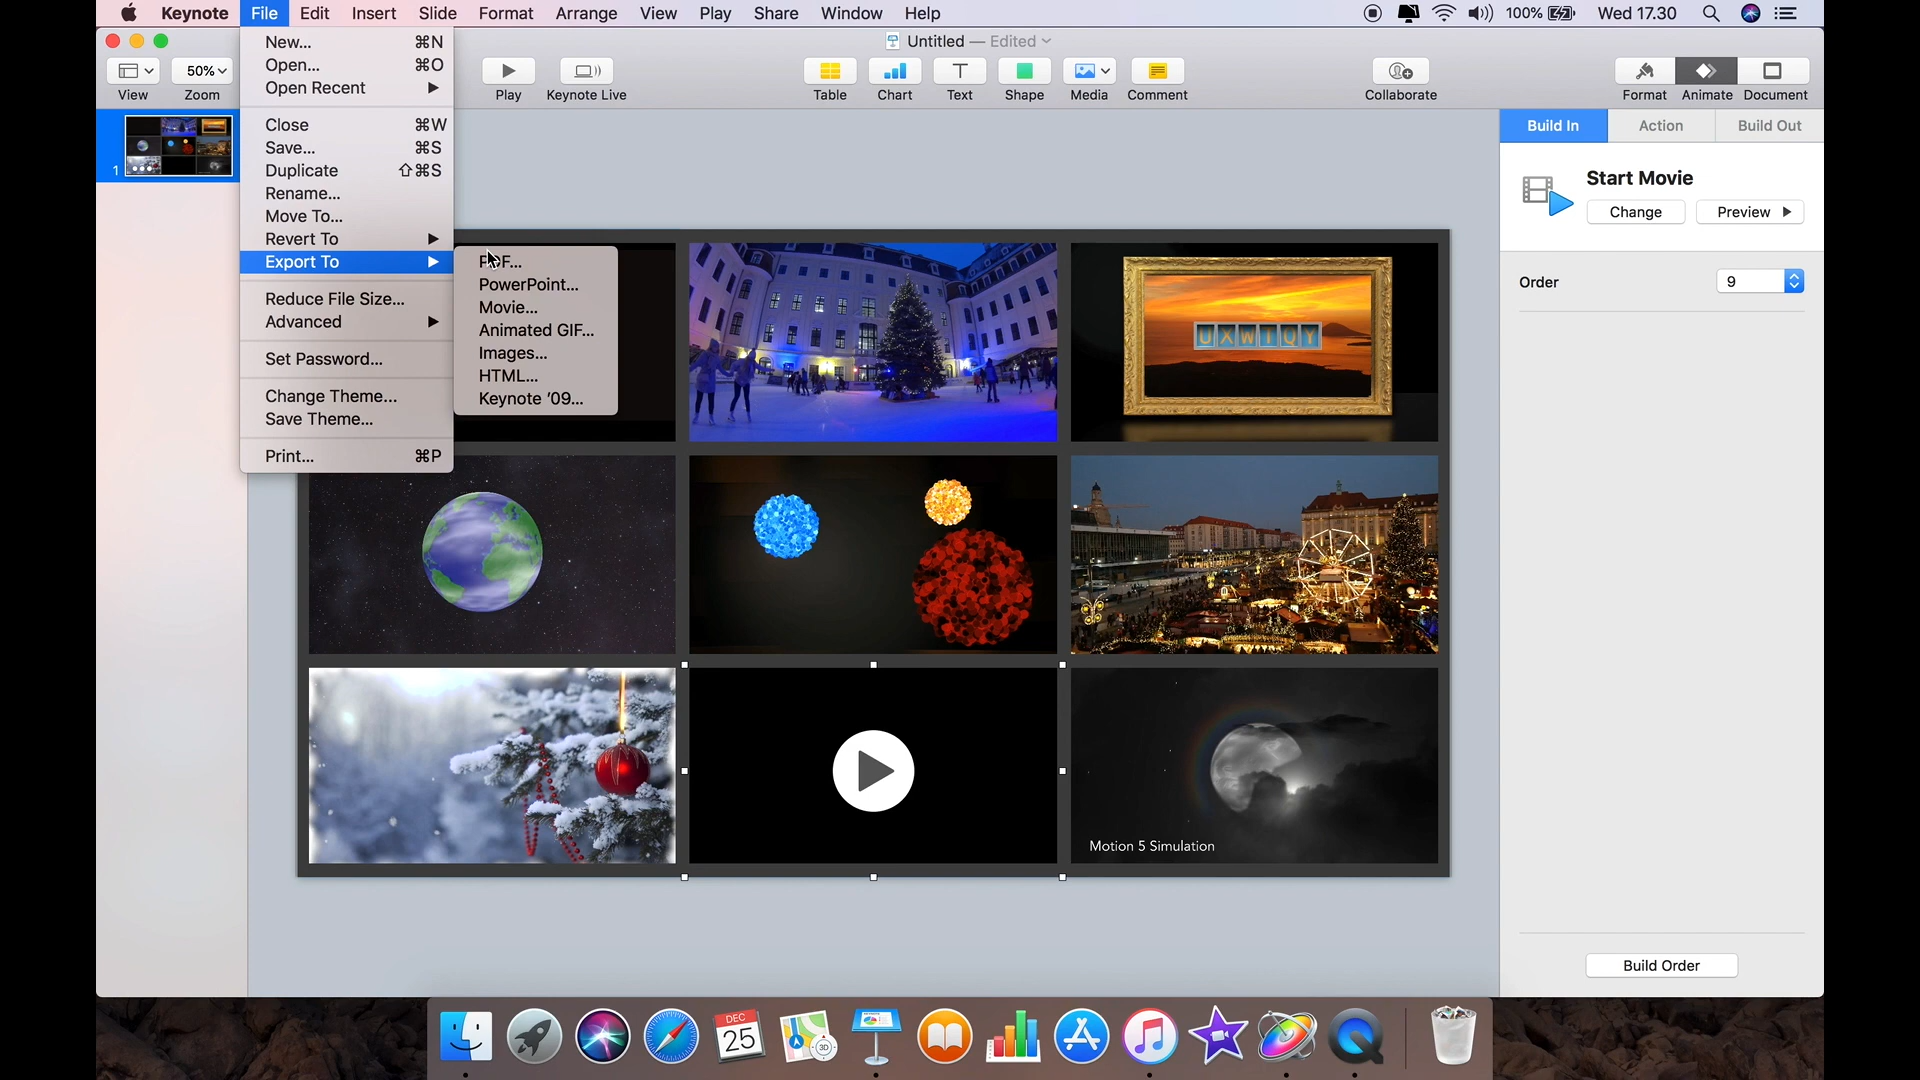 Keynote File Edit Insert Slide Format Arrange View Play Share Window Help 100% Wed 17.30
Untitled — Edited
50%
View Zoom Play Keynote Live Table Chart Text Shape Media Comment Collaborate Format Animate Document
New... ⌘N
Open... ⌘O
Open Recent ▶
Close ⌘W
Save... ⌘S
Duplicate ⇧⌘S
Rename...
Move To...
Revert To ▶
Export To ▶
Reduce File Size...
Advanced ▶
Set Password...
Change Theme...
Save Theme...
Print... ⌘P
PowerPoint...
Movie...
Animated GIF...
Images...
HTML...
Keynote ’09...
1
UXWIQY
Motion 5 Simulation
Build In Action Build Out
Start Movie
Change Preview ▶
Order 9
Build Order
DEC
25
3D